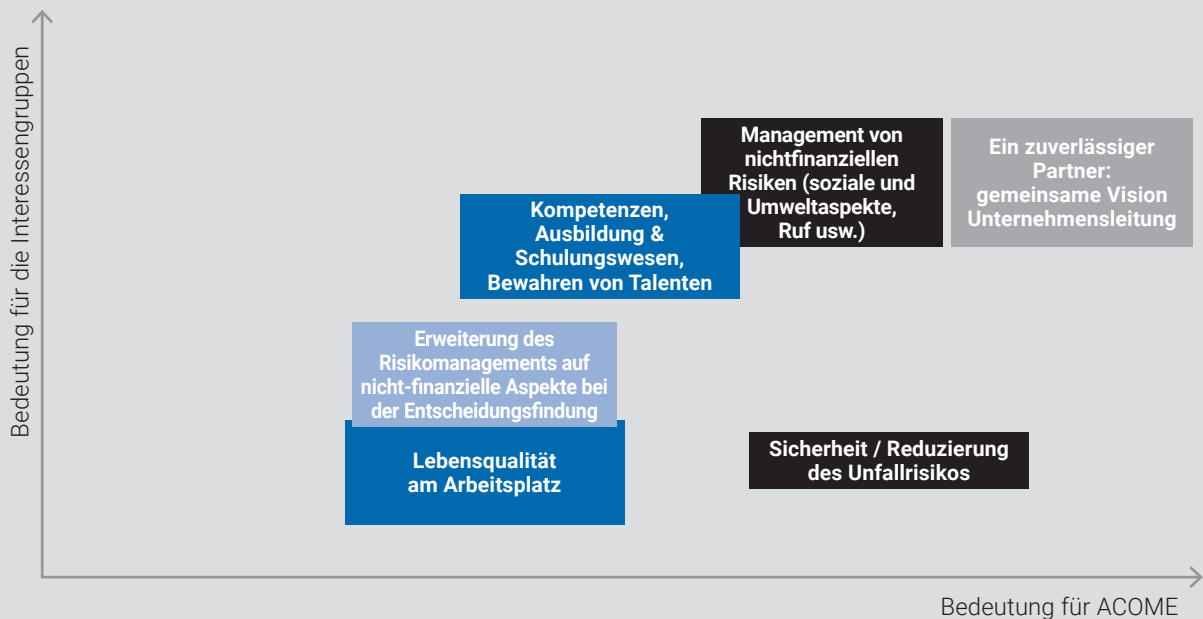 Bedeutung für die Interessengruppen
Management von
nichtfinanziellen
Risiken (soziale und
Umweltaspekte,
Ruf usw.)
Ein zuverlässiger
Partner:
gemeinsame Vision
Unternehmensleitung
Kompetenzen,
Ausbildung &
Schulungswesen,
Bewahren von Talenten
Erweiterung des
Risikomanagements auf
nicht-finanzielle Aspekte bei
der Entscheidungsfindung
Lebensqualität
am Arbeitsplatz
Sicherheit / Reduzierung
des Unfallrisikos
Bedeutung für ACOME